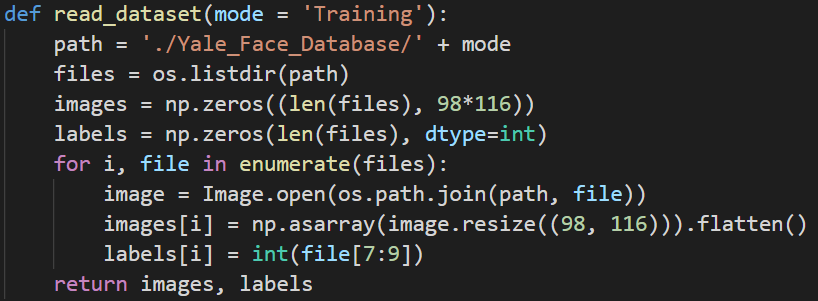 def read_dataset(mode = 'Training'):
    path = './Yale_Face_Database/' + mode
    files = os.listdir(path)
    images = np.zeros((len(files), 98*116))
    labels = np.zeros(len(files), dtype=int)
    for i, file in enumerate(files):
        image = Image.open(os.path.join(path, file))
        images[i] = np.asarray(image.resize((98, 116))).flatten()
        labels[i] = int(file[7:9])
    return images, labels